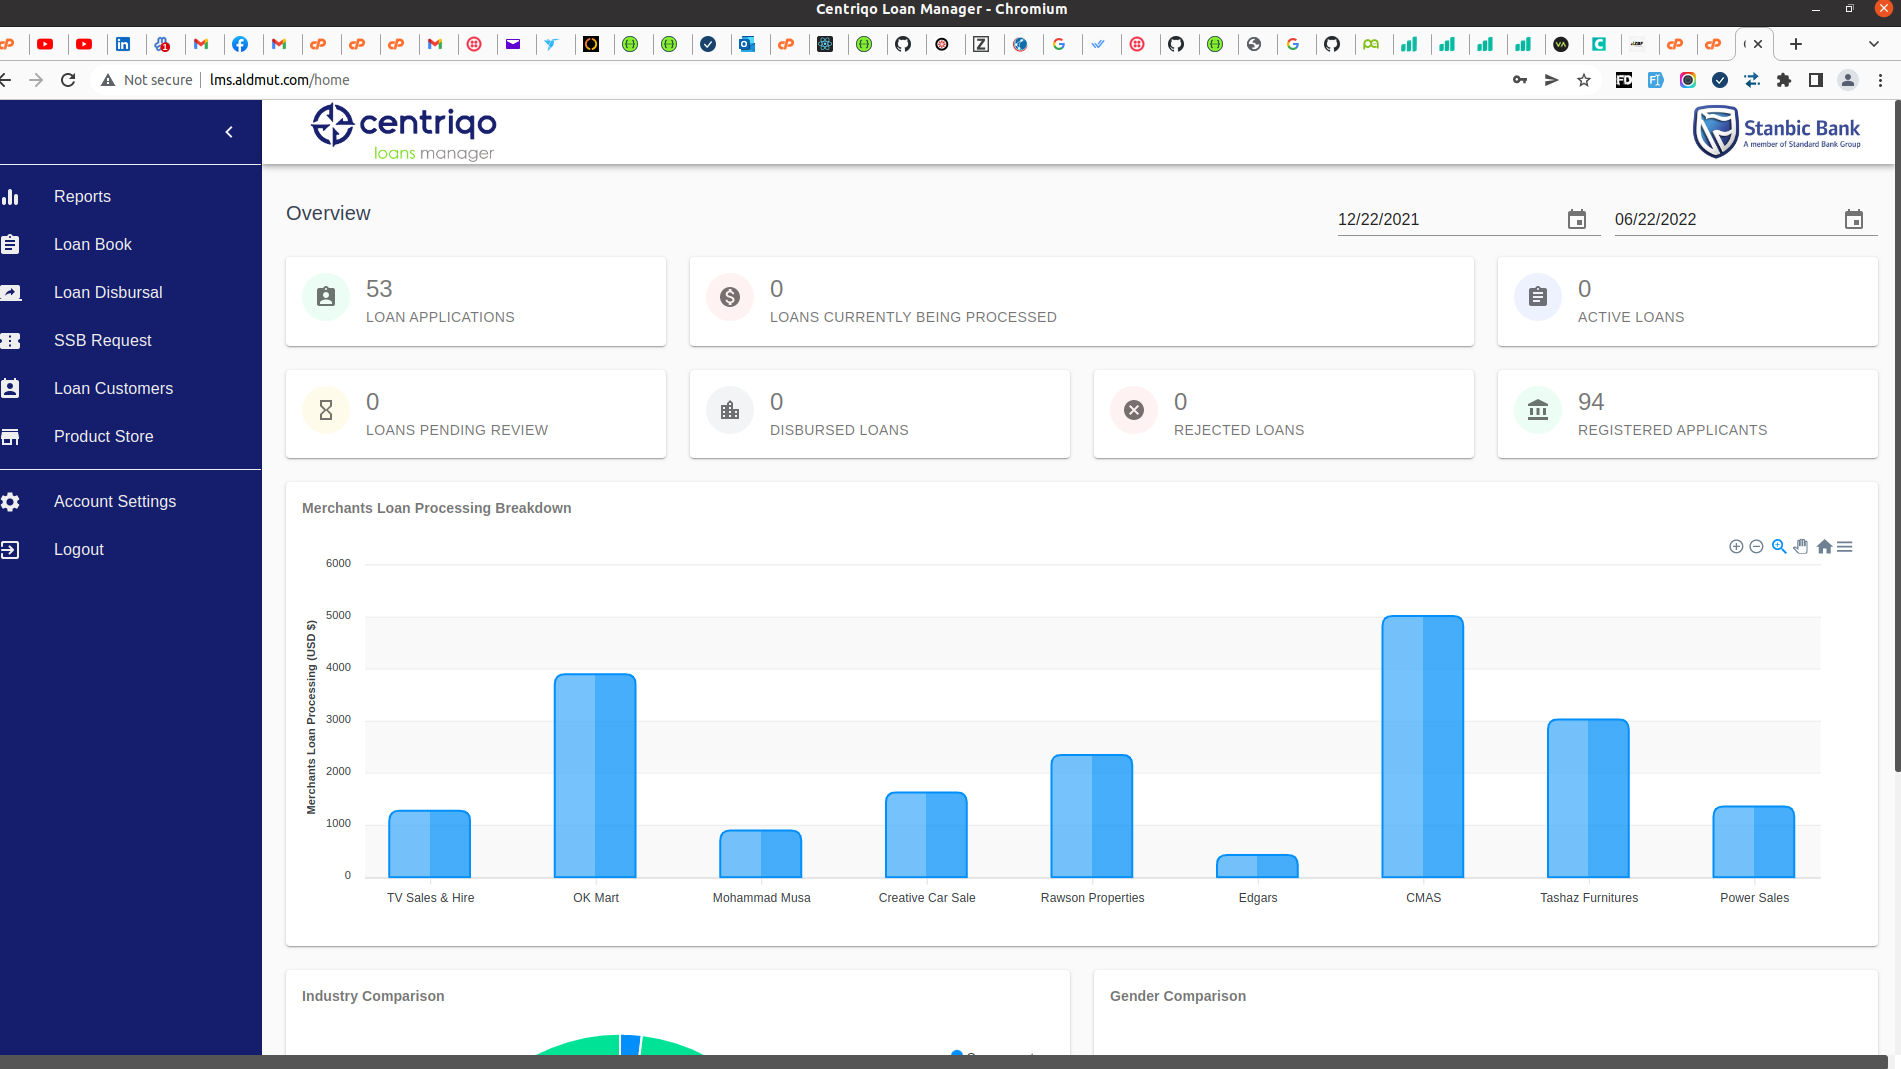 Centriqo Loan Manager - Chromium
Not secure
lms.aldmut.com/home
centriqo
loans manager
Stanbic Bank
A member of Standard Bank Group
Reports
Loan Book
Loan Disbursal
SSB Request
Loan Customers
Product Store
Account Settings
Logout
Overview
12/22/2021
06/22/2022
53
LOAN APPLICATIONS
0
LOANS CURRENTLY BEING PROCESSED
0
ACTIVE LOANS
0
LOANS PENDING REVIEW
0
DISBURSED LOANS
0
REJECTED LOANS
94
REGISTERED APPLICANTS
Merchants Loan Processing Breakdown
Merchants Loan Processing (USD $)
6000
5000
4000
3000
2000
1000
0
TV Sales & Hire
OK Mart
Mohammad Musa
Creative Car Sale
Rawson Properties
Edgars
CMAS
Tashaz Furnitures
Power Sales
Industry Comparison
Gender Comparison